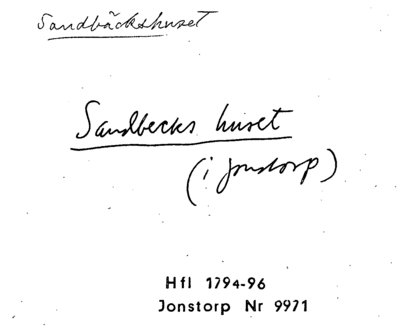 Sandbäckshuset
Sandbecks huset
(i Jonstorp)
Hfl 1794-96
Jonstorp Nr 9971